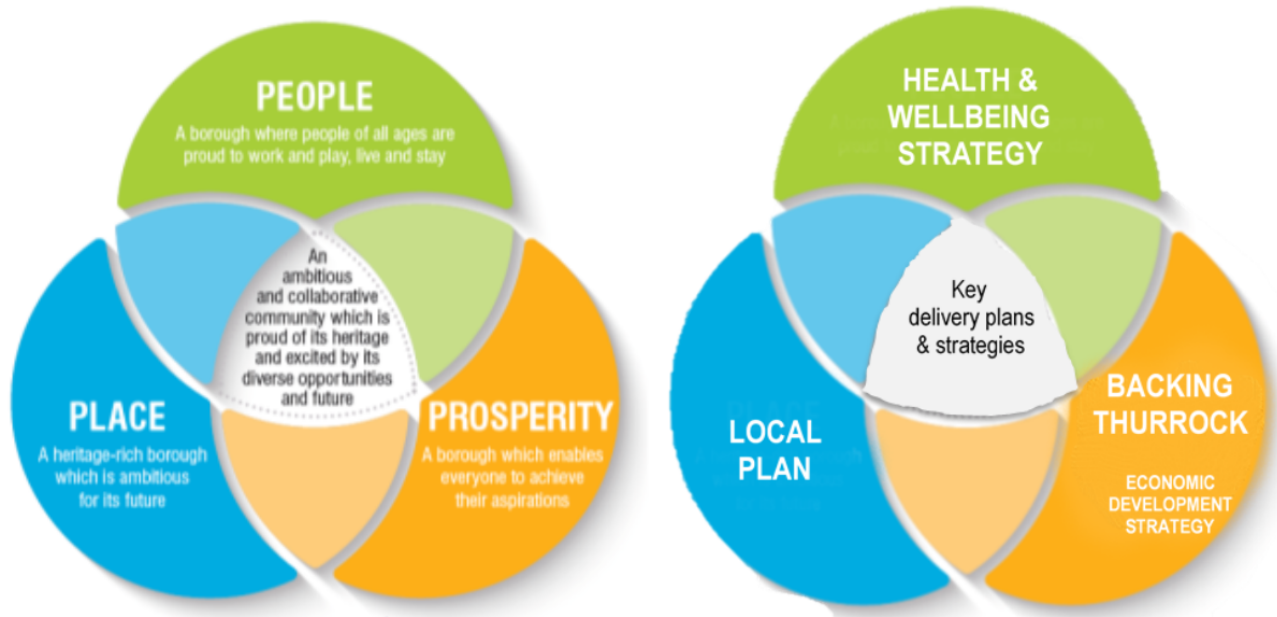 PEOPLE
A borough where people of all ages are
proud to work and play, live and stay
An
ambitious
and collaborative
community which is
proud of its heritage
and excited by its
diverse opportunities
and future
PLACE
A heritage-rich borough
which is ambitious
for its future
PROSPERITY
A borough which enables
everyone to achieve
their aspirations
HEALTH &
WELLBEING
STRATEGY
Key
delivery plans
& strategies
LOCAL
PLAN
BACKING
THURROCK
ECONOMIC
DEVELOPMENT
STRATEGY